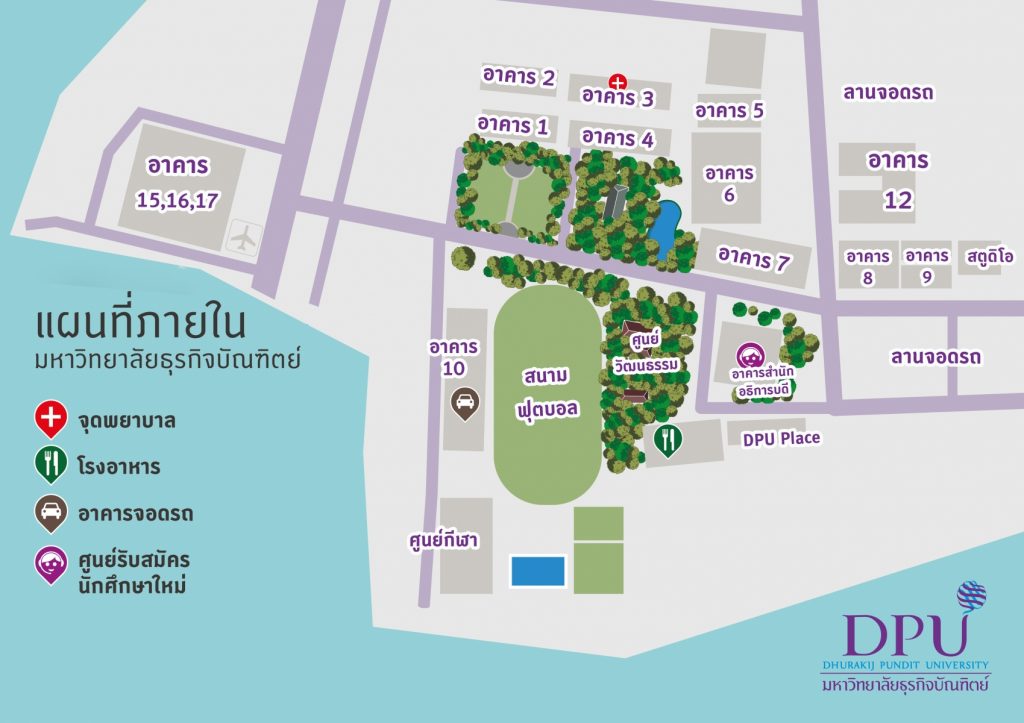 อาคาร 2
อาคาร 3
อาคาร 5
ลานจอดรถ
อาคาร 1
อาคาร 4
อาคาร
15,16,17
อาคาร
6
อาคาร
12
อาคาร 7
อาคาร
8
อาคาร
9
สตูดิโอ
แผนที่ภายใน
มหาวิทยาลัยธุรกิจบัณฑิตย์
อาคาร
10
สนาม
ฟุตบอล
ศูนย์
วัฒนธรรม
อาคารสำนัก
อธิการบดี
ลานจอดรถ
DPU Place
จุดพยาบาล
โรงอาหาร
อาคารจอดรถ
ศูนย์รับสมัคร
นักศึกษาใหม่
ศูนย์กีฬา
DPU
DHURAKIJ PUNDIT UNIVERSITY
มหาวิทยาลัยธุรกิจบัณฑิตย์